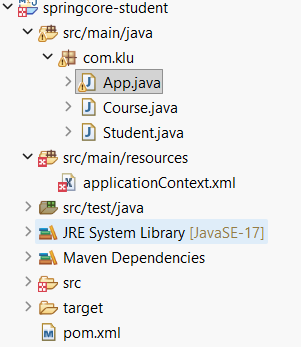 springcore-student
src/main/java
com.klu
App.java
Course.java
Student.java
src/main/resources
applicationContext.xml
src/test/java
JRE System Library [JavaSE-17]
Maven Dependencies
src
target
pom.xml